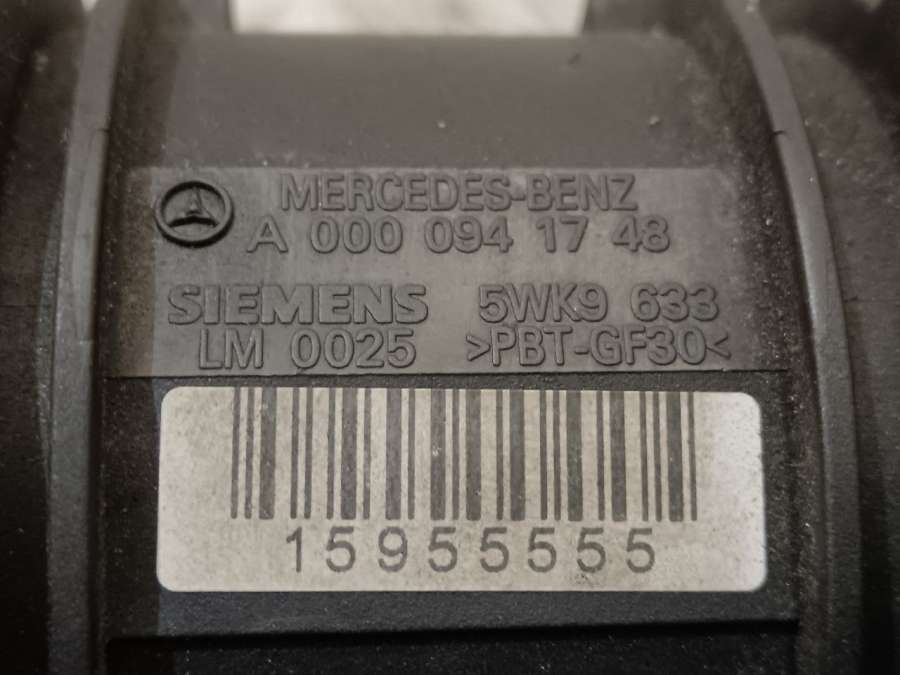 MERCEDES-BENZ
A 000 094 17 48
SIEMENS 5WK9 633
LM 0025 >PBT-GF30<
15955555